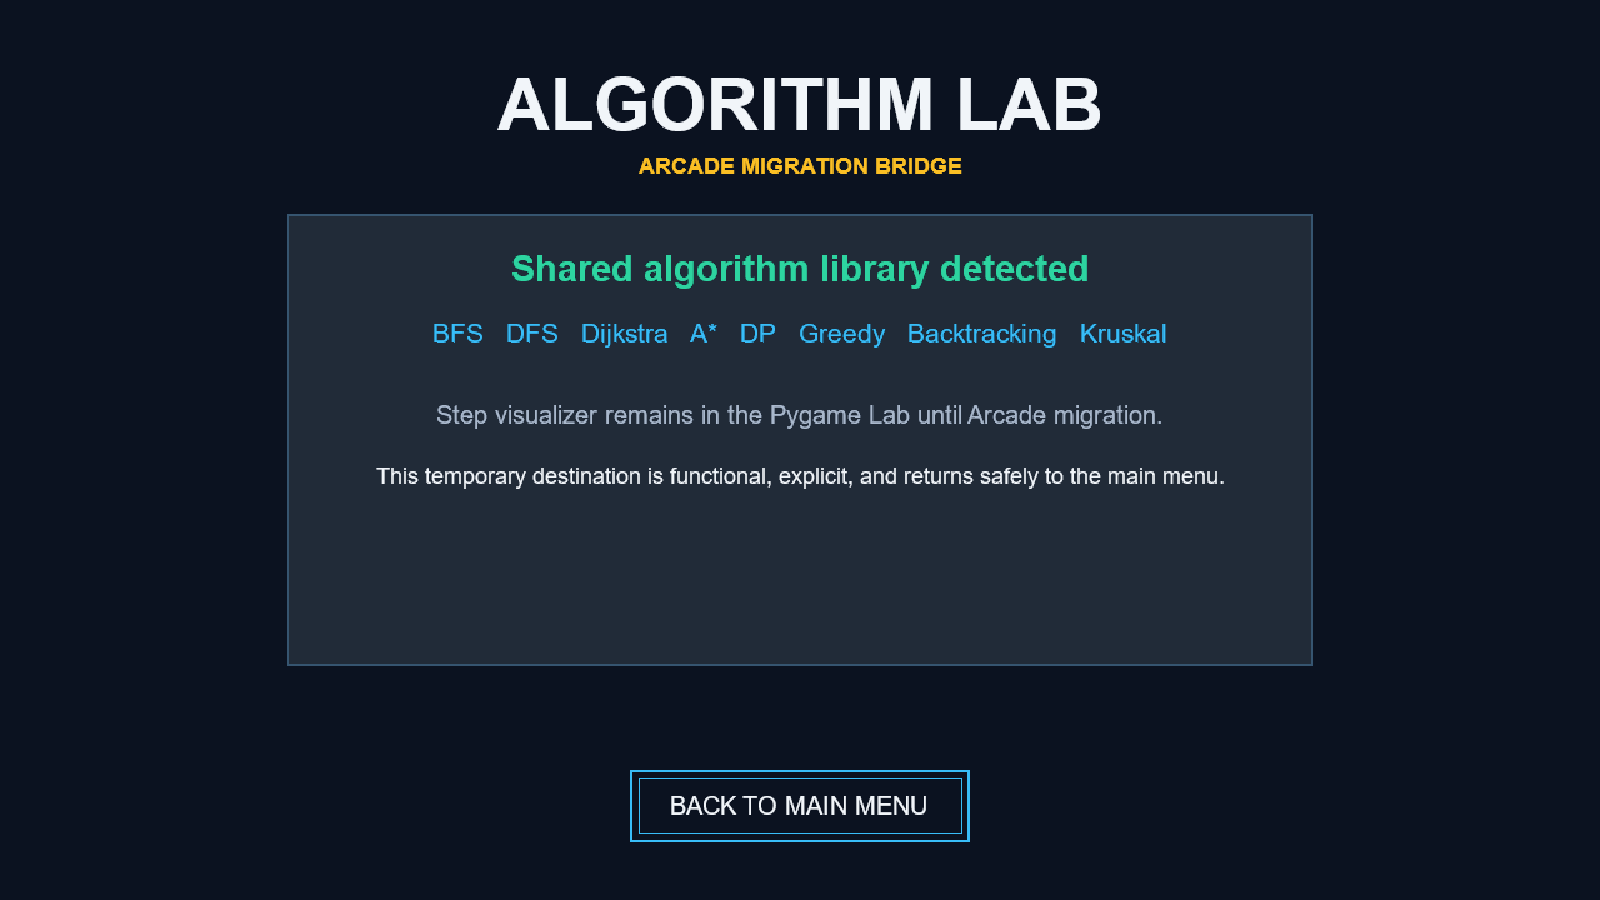 ALGORITHM LAB
ARCADE MIGRATION BRIDGE
Shared algorithm library detected
BFS DFS Dijkstra A* DP Greedy Backtracking Kruskal
Step visualizer remains in the Pygame Lab until Arcade migration.
This temporary destination is functional, explicit, and returns safely to the main menu.
BACK TO MAIN MENU